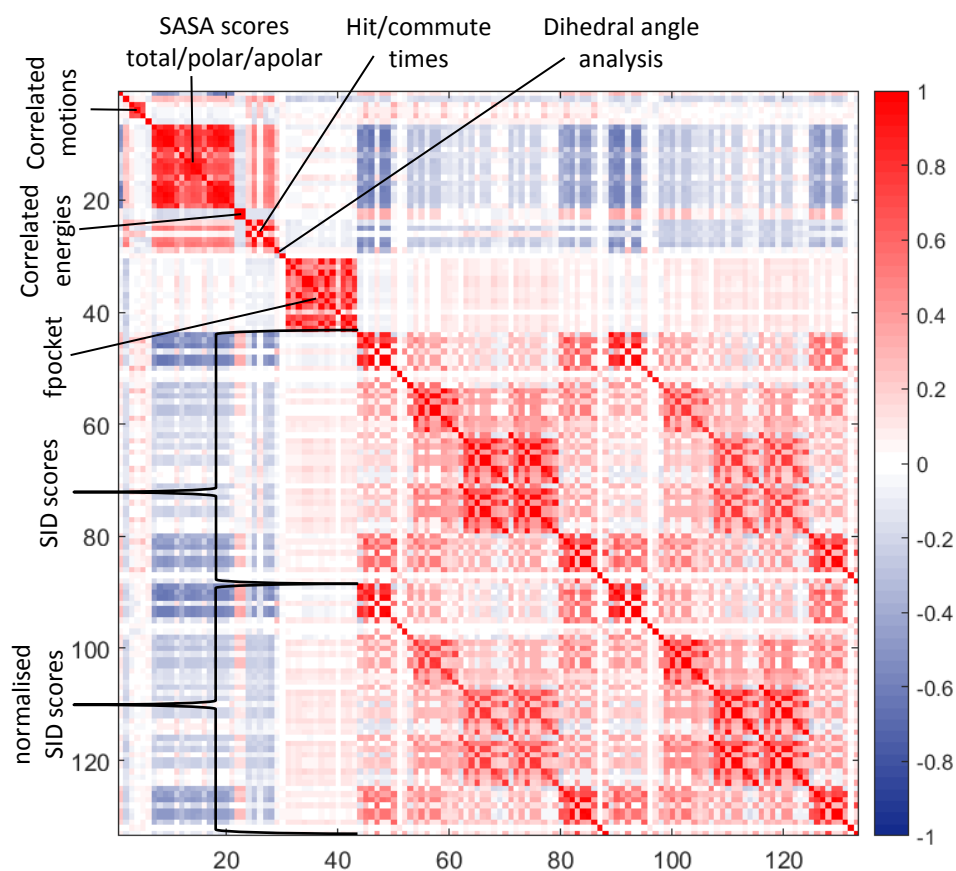 SASA scores
total/polar/apolar
Hit/commute
times
Dihedral angle
analysis
Correlated
motions
Correlated
energies
fpocket
SID scores
normalised
SID scores
20
40
60
80
100
120
20
40
60
80
100
120
1
0.8
0.6
0.4
0.2
0
-0.2
-0.4
-0.6
-0.8
-1